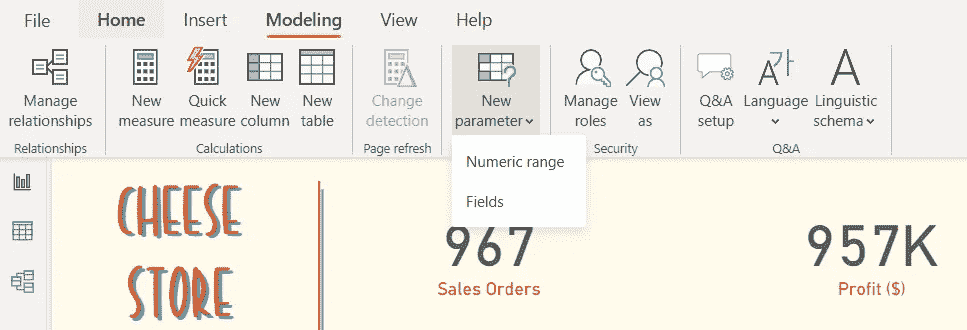 File Home Insert Modeling View Help
Manage relationships
New measure
Quick measure
New column
New table
Change detection
New parameter
Manage roles
View as
Q&A setup
Language
Linguistic schema
Relationships
Calculations
Page refresh
Security
Q&A
Numeric range
Fields
CHEESE
STORE
967
Sales Orders
957K
Profit ($)